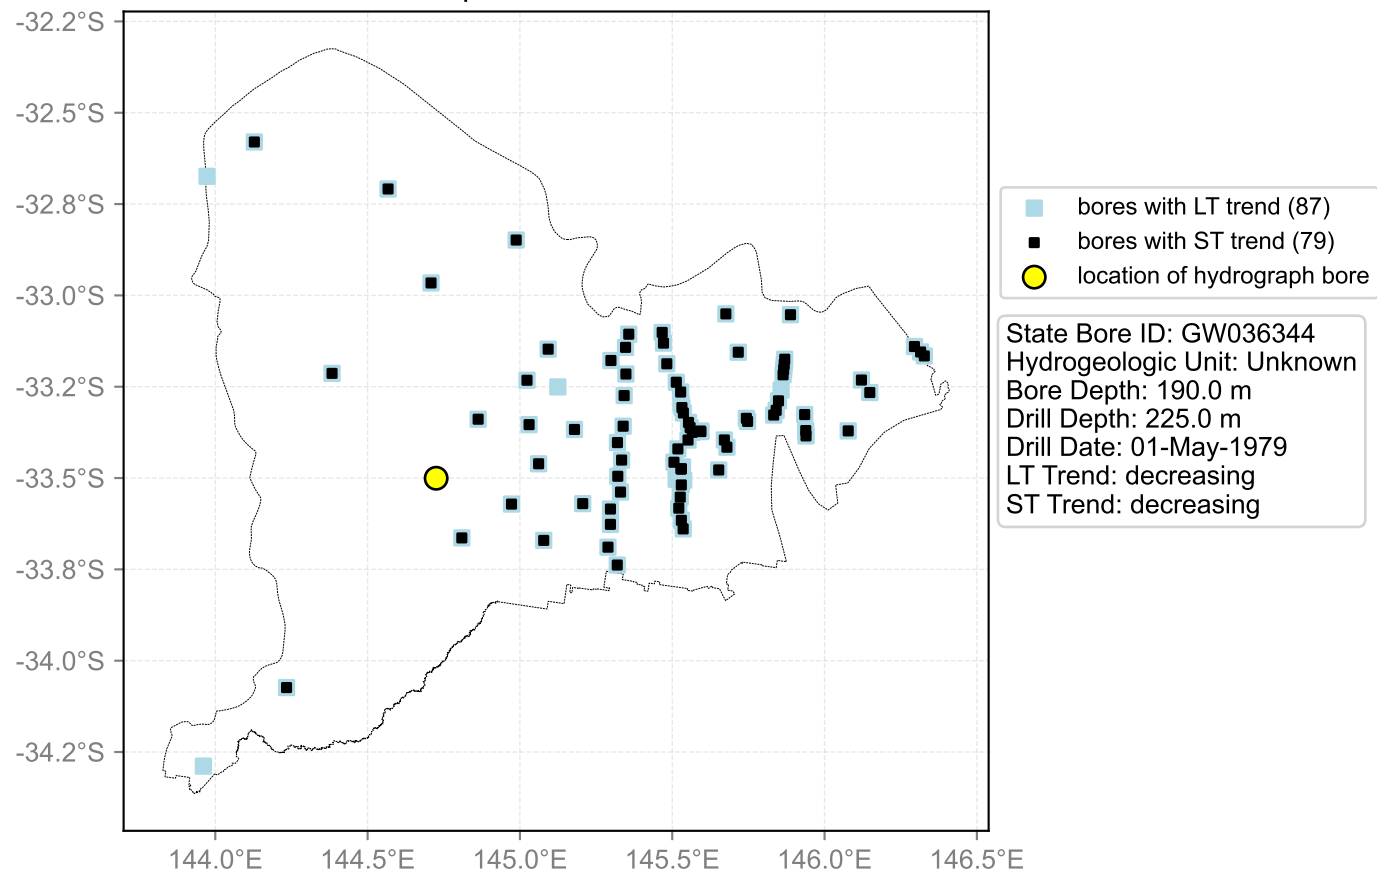 -32.2°S
-32.5°S
-32.8°S
-33.0°S
-33.2°S
-33.5°S
-33.8°S
-34.0°S
-34.2°S
144.0°E
144.5°E
145.0°E
145.5°E
146.0°E
146.5°E
bores with LT trend (87)
bores with ST trend (79)
location of hydrograph bore
State Bore ID: GW036344
Hydrogeologic Unit: Unknown
Bore Depth: 190.0 m
Drill Depth: 225.0 m
Drill Date: 01-May-1979
LT Trend: decreasing
ST Trend: decreasing